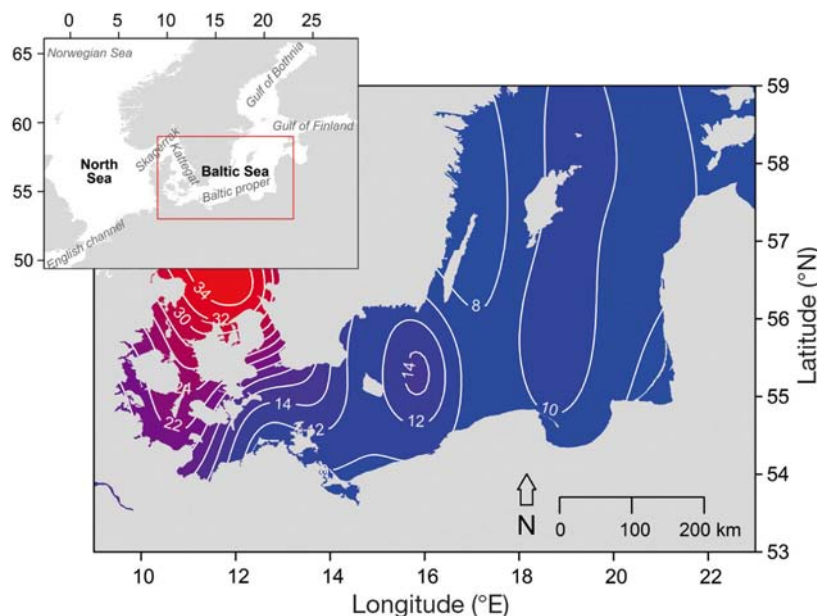 0 5 10 15 20 25
65
60
55
50
Norwegian Sea
Gulf of Bothnia
Gulf of Finland
Skagerrak
Kattegat
North
Sea
Baltic Sea
Baltic proper
English channel
59
58
57
56
55
54
53
Latitude (°N)
34
32
30
22
14
12
14
12
8
10
N
0 100 200 km
10 12 14 16 18 20 22
Longitude (°E)